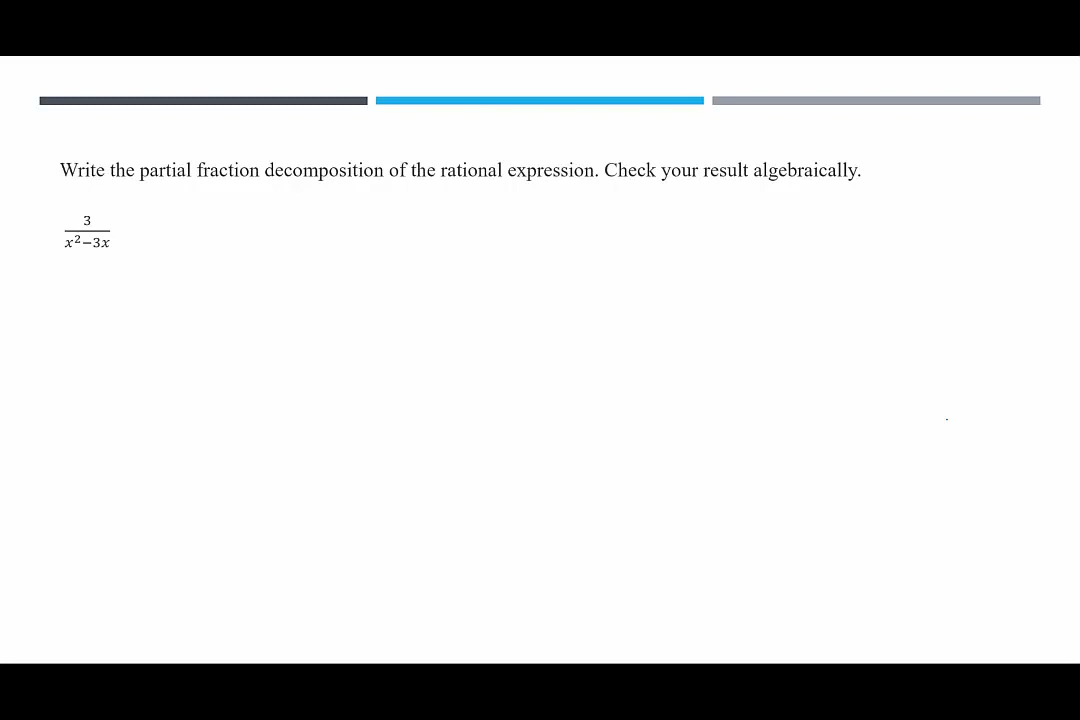 Write the partial fraction decomposition of the rational expression. Check your result algebraically.
3
x²−3x